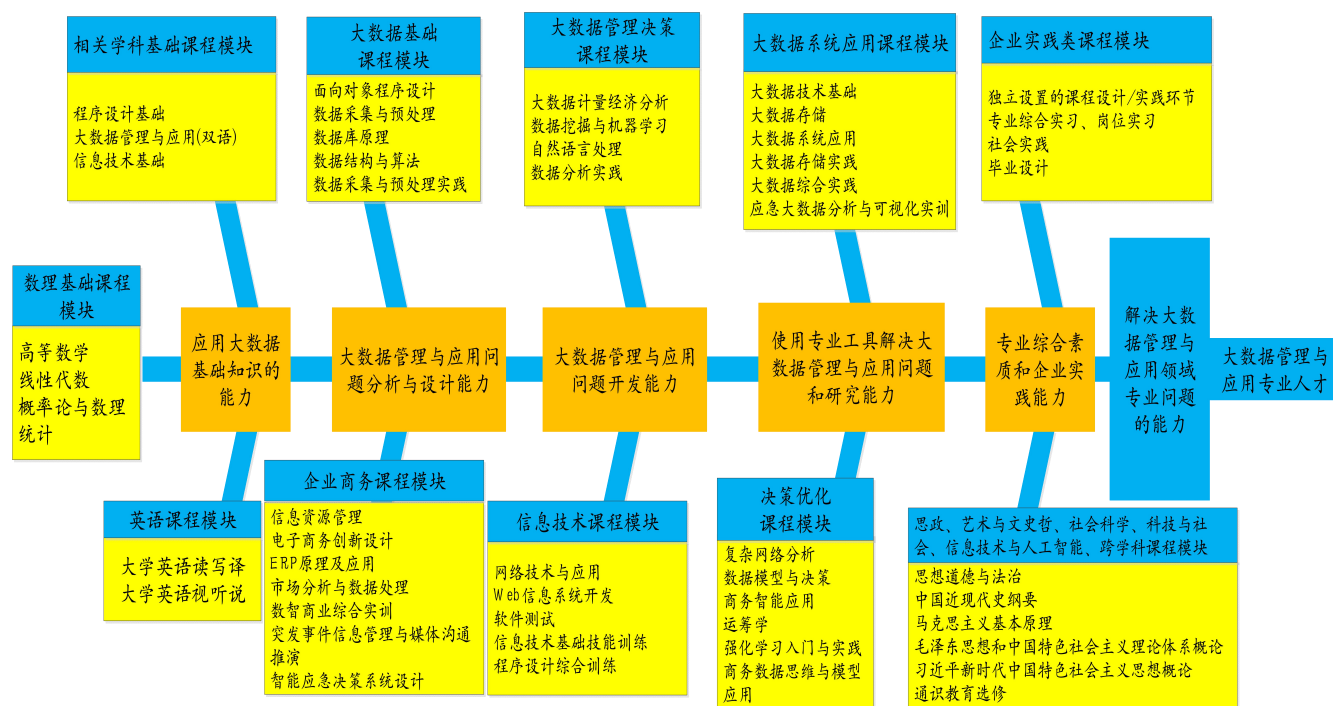 相关学科基础课程模块
程序设计基础
大数据管理与应用(双语)
信息技术基础
大数据基础
课程模块
面向对象程序设计
数据采集与预处理
数据库原理
数据结构与算法
数据采集与预处理实践
大数据管理决策
课程模块
大数据计量经济分析
数据挖掘与机器学习
自然语言处理
数据分析实践
大数据系统应用课程模块
大数据技术基础
大数据存储
大数据系统应用
大数据存储实践
大数据综合实践
应急大数据分析与可视化实训
企业实践类课程模块
独立设置的课程设计/实践环节
专业综合实习、岗位实习
社会实践
毕业设计
数理基础课程
模块
高等数学
线性代数
概率论与数理
统计
应用大数据
基础知识的
能力
大数据管理与应用问
题分析与设计能力
大数据管理与应用
问题开发能力
使用专业工具解决大
数据管理与应用问题
和研究能力
专业综合素
质和企业实
践能力
解决大数
据管理与
应用领域
专业问题
的能力
大数据管理与
应用专业人才
英语课程模块
大学英语读写译
大学英语视听说
企业商务课程模块
信息资源管理
电子商务创新设计
ERP原理及应用
市场分析与数据处理
数智商业综合实训
突发事件信息管理与媒体沟通
推演
智能应急决策系统设计
信息技术课程模块
网络技术与应用
Web信息系统开发
软件测试
信息技术基础技能训练
程序设计综合训练
决策优化
课程模块
复杂网络分析
数据模型与决策
商务智能应用
运筹学
强化学习入门与实践
商务数据思维与模型
应用
思政、艺术与文史哲、社会科学、科技与社
会、信息技术与人工智能、跨学科课程模块
思想道德与法治
中国近现代史纲要
马克思主义基本原理
毛泽东思想和中国特色社会主义理论体系概论
习近平新时代中国特色社会主义思想概论
通识教育选修